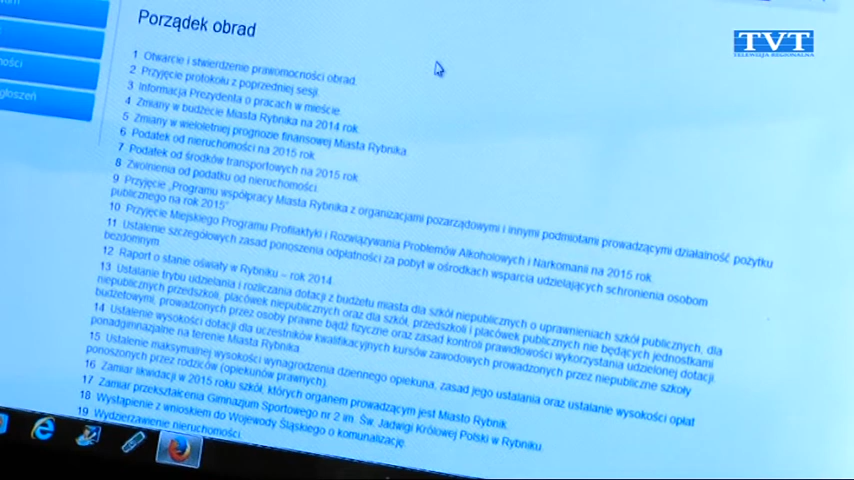 Porządek obrad
TVT
TELEWIZJA REGIONALNA
ności
głoszeń
1 Otwarcie i stwierdzenie prawomocności obrad.
2 Przyjęcie protokołu z poprzedniej sesji.
3 Informacja Prezydenta o pracach w mieście.
4 Zmiany w budżecie Miasta Rybnika na 2014 rok.
5 Zmiany w wieloletniej prognozie finansowej Miasta Rybnika.
6 Podatek od nieruchomości na 2015 rok.
7 Podatek od środków transportowych na 2015 rok.
8 Zwolnienia od podatku od nieruchomości.
9 Przyjęcie „Programu współpracy Miasta Rybnika z organizacjami pozarządowymi i innymi podmiotami prowadzącymi działalność pożytku
publicznego na rok 2015”.
10 Przyjęcie Miejskiego Programu Profilaktyki i Rozwiązywania Problemów Alkoholowych i Narkomanii na 2015 rok.
11 Ustalenie szczegółowych zasad ponoszenia odpłatności za pobyt w ośrodkach wsparcia udzielających schronienia osobom
bezdomnym.
12 Raport o stanie oświaty w Rybniku – rok 2014.
13 Ustalanie trybu udzielania i rozliczania dotacji z budżetu miasta dla szkół niepublicznych o uprawnieniach szkół publicznych, dla
niepublicznych przedszkoli, placówek niepublicznych oraz dla szkół, przedszkoli i placówek publicznych nie będących jednostkami
budżetowymi, prowadzonych przez osoby prawne bądź fizyczne oraz zasad kontroli prawidłowości wykorzystania udzielonej dotacji.
14 Ustalenie wysokości dotacji dla uczestników kwalifikacyjnych kursów zawodowych prowadzonych przez niepubliczne szkoły
ponadgimnazjalne na terenie Miasta Rybnika.
15 Ustalenie maksymalnej wysokości wynagrodzenia dziennego opiekuna, zasad jego ustalania oraz ustalenie wysokości opłat
ponoszonych przez rodziców (opiekunów prawnych).
16 Zamiar likwidacji w 2015 roku szkół, których organem prowadzącym jest Miasto Rybnik.
17 Zamiar przekształcenia Gimnazjum Sportowego nr 2 im. Św. Jadwigi Królowej Polski w Rybniku.
18 Wystąpienie z wnioskiem do Wojewody Śląskiego o komunalizację.
19 Wydzierżawienie nieruchomości.